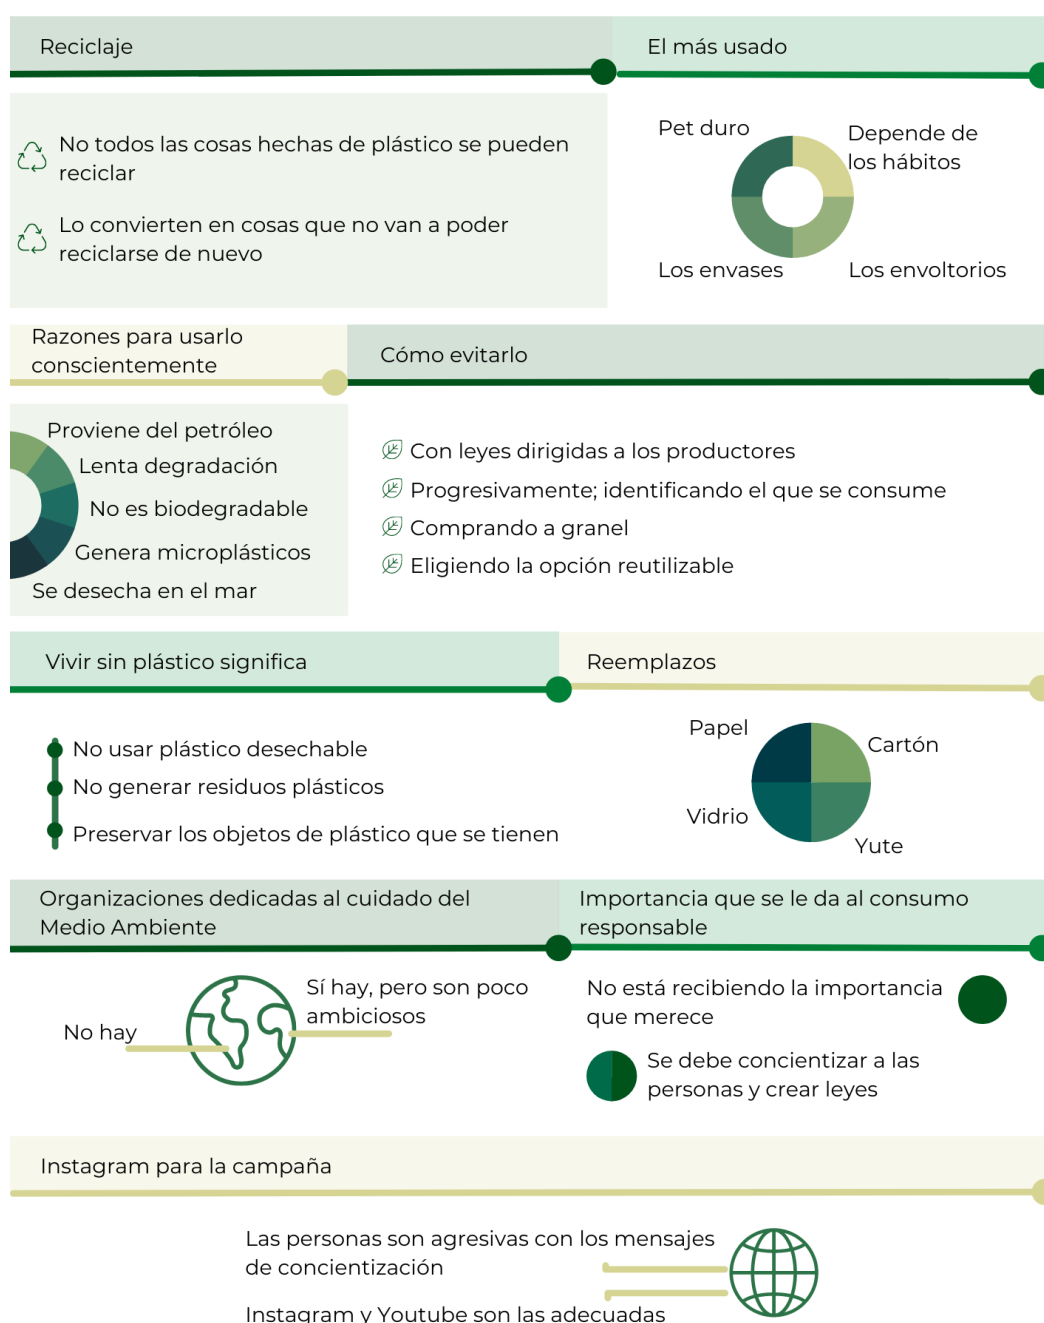 Reciclaje
El más usado
No todos las cosas hechas de plástico se pueden
reciclar
Lo convierten en cosas que no van a poder
reciclarse de nuevo
Pet duro
Depende de
los hábitos
Los envases
Los envoltorios
Razones para usarlo
conscientemente
Cómo evitarlo
Proviene del petróleo
Lenta degradación
No es biodegradable
Genera microplásticos
Se desecha en el mar
Con leyes dirigidas a los productores
Progresivamente; identificando el que se consume
Comprando a granel
Eligiendo la opción reutilizable
Vivir sin plástico significa
Reemplazos
No usar plástico desechable
No generar residuos plásticos
Preservar los objetos de plástico que se tienen
Papel
Cartón
Vidrio
Yute
Organizaciones dedicadas al cuidado del
Medio Ambiente
Importancia que se le da al consumo
responsable
No hay
Sí hay, pero son poco
ambiciosos
No está recibiendo la importancia
que merece
Se debe concientizar a las
personas y crear leyes
Instagram para la campaña
Las personas son agresivas con los mensajes
de concientización
Instagram y Youtube son las adecuadas